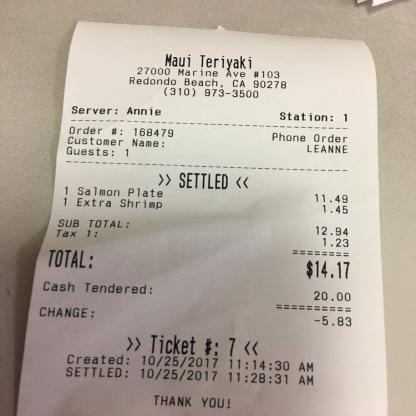 Maui Teriyaki
27000 Marine Ave #103
Redondo Beach, CA 90278
(310) 973-3500
Server: Annie Station: 1
Order #: 168479 Phone Order
Customer Name: LEANNE
Guests: 1
>> SETTLED <<
1 Salmon Plate 11.49
1 Extra Shrimp 1.45
SUB TOTAL: 12.94
Tax 1: 1.23
========
TOTAL: $14.17
Cash Tendered: 20.00
==========
CHANGE: -5.83
>> Ticket #: 7 <<
Created: 10/25/2017 11:14:30 AM
SETTLED: 10/25/2017 11:28:31 AM
THANK YOU!